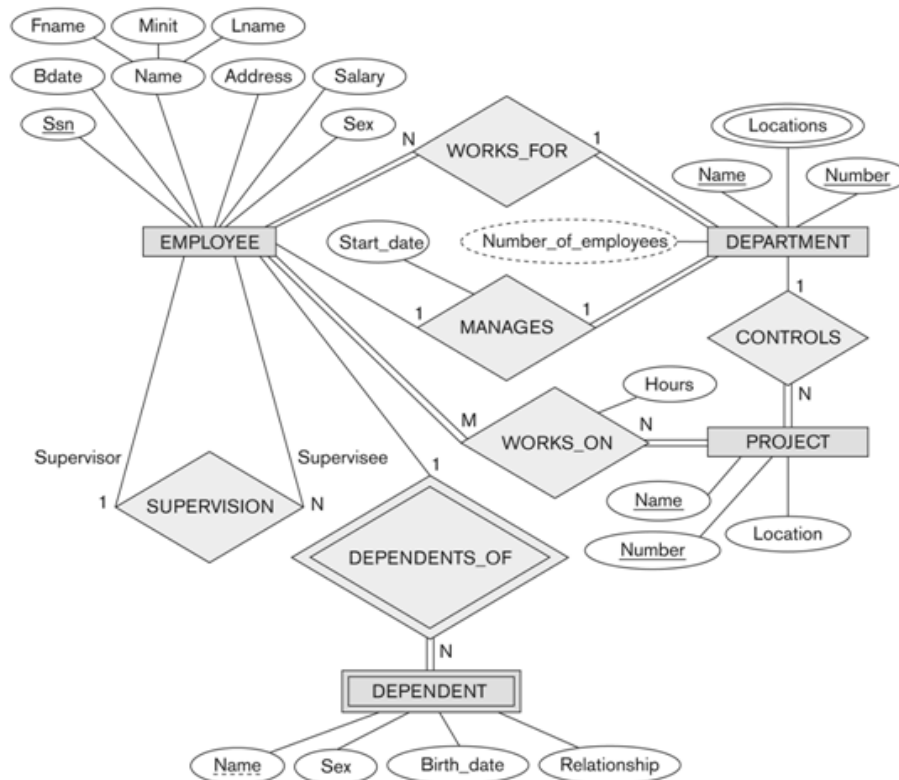 Fname
Minit
Lname
Bdate
Name
Address
Salary
Ssn
Sex
N
WORKS_FOR
1
Locations
Name
Number
EMPLOYEE
Start_date
Number_of_employees
DEPARTMENT
1
MANAGES
1
1
CONTROLS
N
Hours
M
WORKS_ON
N
PROJECT
Supervisor
Supervisee
1
SUPERVISION
N
1
Name
Number
Location
DEPENDENTS_OF
N
DEPENDENT
Name
Sex
Birth_date
Relationship